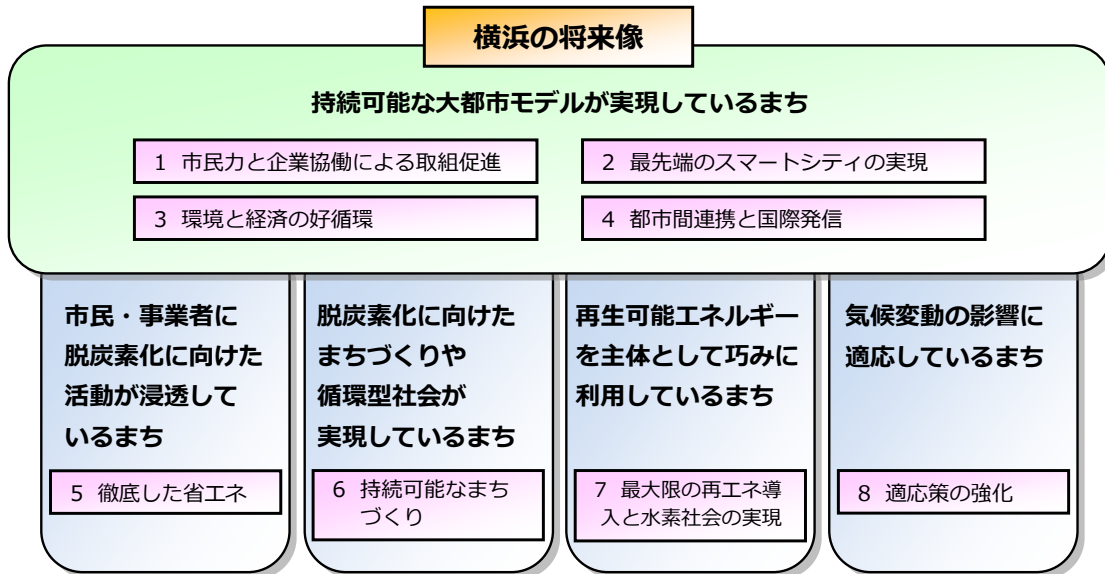 横浜の将来像
持続可能な大都市モデルが実現しているまち
1 市民力と企業協働による取組促進
2 最先端のスマートシティの実現
3 環境と経済の好循環
4 都市間連携と国際発信
市民・事業者に
脱炭素化に向けた
活動が浸透して
いるまち
5 徹底した省エネ
脱炭素化に向けた
まちづくりや
循環型社会が
実現しているまち
6 持続可能なまち
づくり
再生可能エネルギー
を主体として巧みに
利用しているまち
7 最大限の再エネ導
入と水素社会の実現
気候変動の影響に
適応しているまち
8 適応策の強化